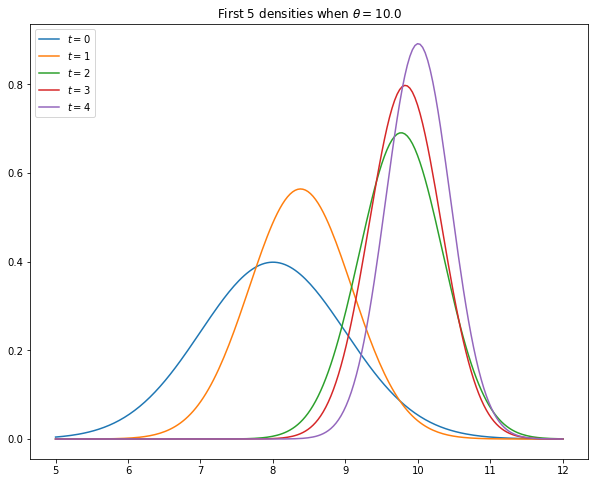 First 5 densities when θ = 10.0
t = 0
t = 1
t = 2
t = 3
t = 4
0.8
0.6
0.4
0.2
0.0
5 6 7 8 9 10 11 12